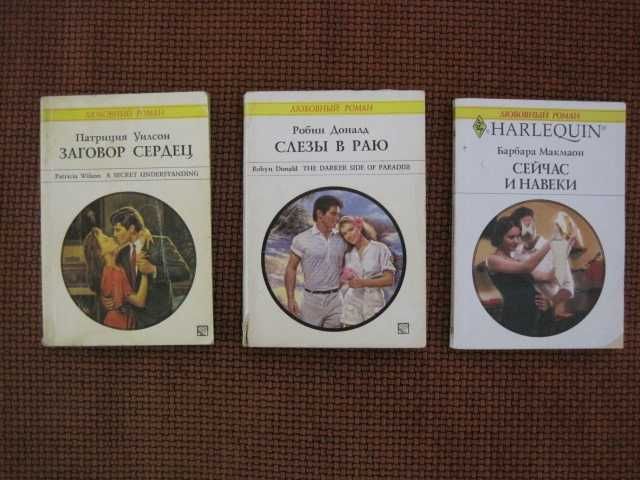 ЛЮБОВНЫЙ РОМАН
Патриция Уилсон
ЗАГОВОР СЕРДЕЦ
Patricia Wilson A SECRET UNDERSTANDING
ЛЮБОВНЫЙ РОМАН
Робин Доналд
СЛЕЗЫ В РАЮ
Robyn Donald THE DARKER SIDE OF PARADISE
ЛЮБОВНЫЙ РОМАН
HARLEQUIN®
Барбара Макмаон
СЕЙЧАС
И НАВЕКИ